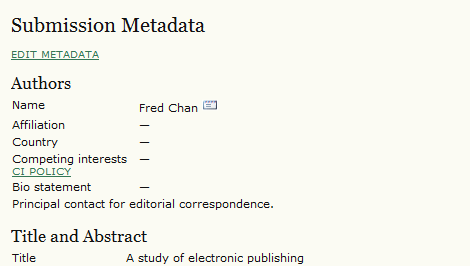 Submission Metadata
EDIT METADATA
Authors
Name Fred Chan
Affiliation —
Country —
Competing interests —
CI POLICY
Bio statement —
Principal contact for editorial correspondence.
Title and Abstract
Title A study of electronic publishing